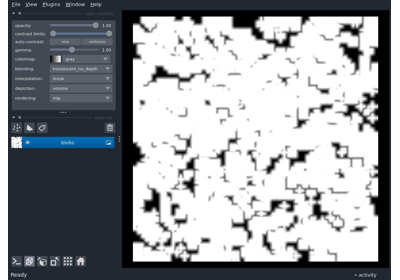 File View Plugins Window Help
opacity: 1.00
contrast limits:
auto-contrast: once continuous
gamma: 1.00
colormap: gray
blending: translucent_no_depth
interpolation: linear
depiction: volume
rendering: mip
blobs
Ready
activity